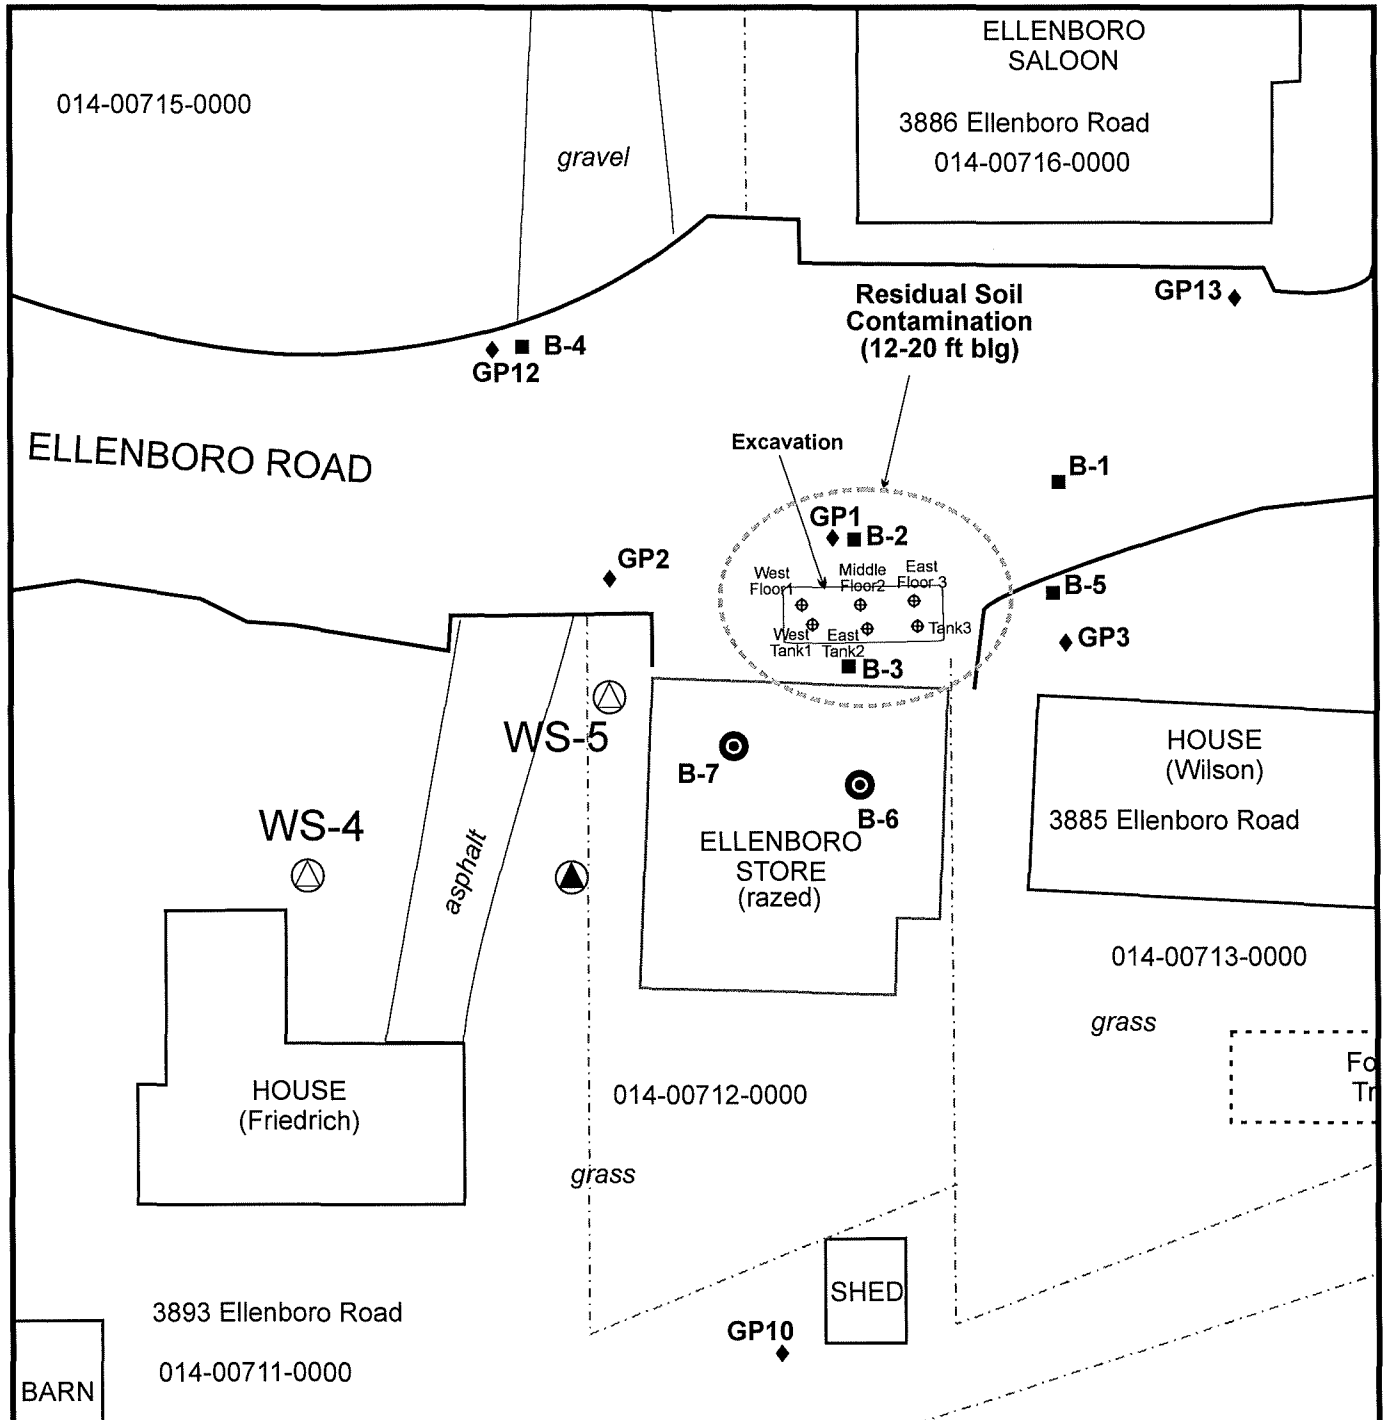 ELLENBORO
SALOON
014-00715-0000
3886 Ellenboro Road
gravel
014-00716-0000
Residual Soil
Contamination
(12-20 ft blg)
GP13
B-4
GP12
ELLENBORO ROAD
Excavation
B-1
GP1
B-2
GP2
West
Floor1
Middle
Floor2
East
Floor 3
B-5
West
Tank1
East
Tank2
Tank3
GP3
B-3
WS-5
B-7
HOUSE
(Wilson)
WS-4
B-6
3885 Ellenboro Road
ELLENBORO
STORE
(razed)
asphalt
014-00713-0000
grass
HOUSE
(Friedrich)
014-00712-0000
Fo
Tr
grass
SHED
3893 Ellenboro Road
GP10
014-00711-0000
BARN